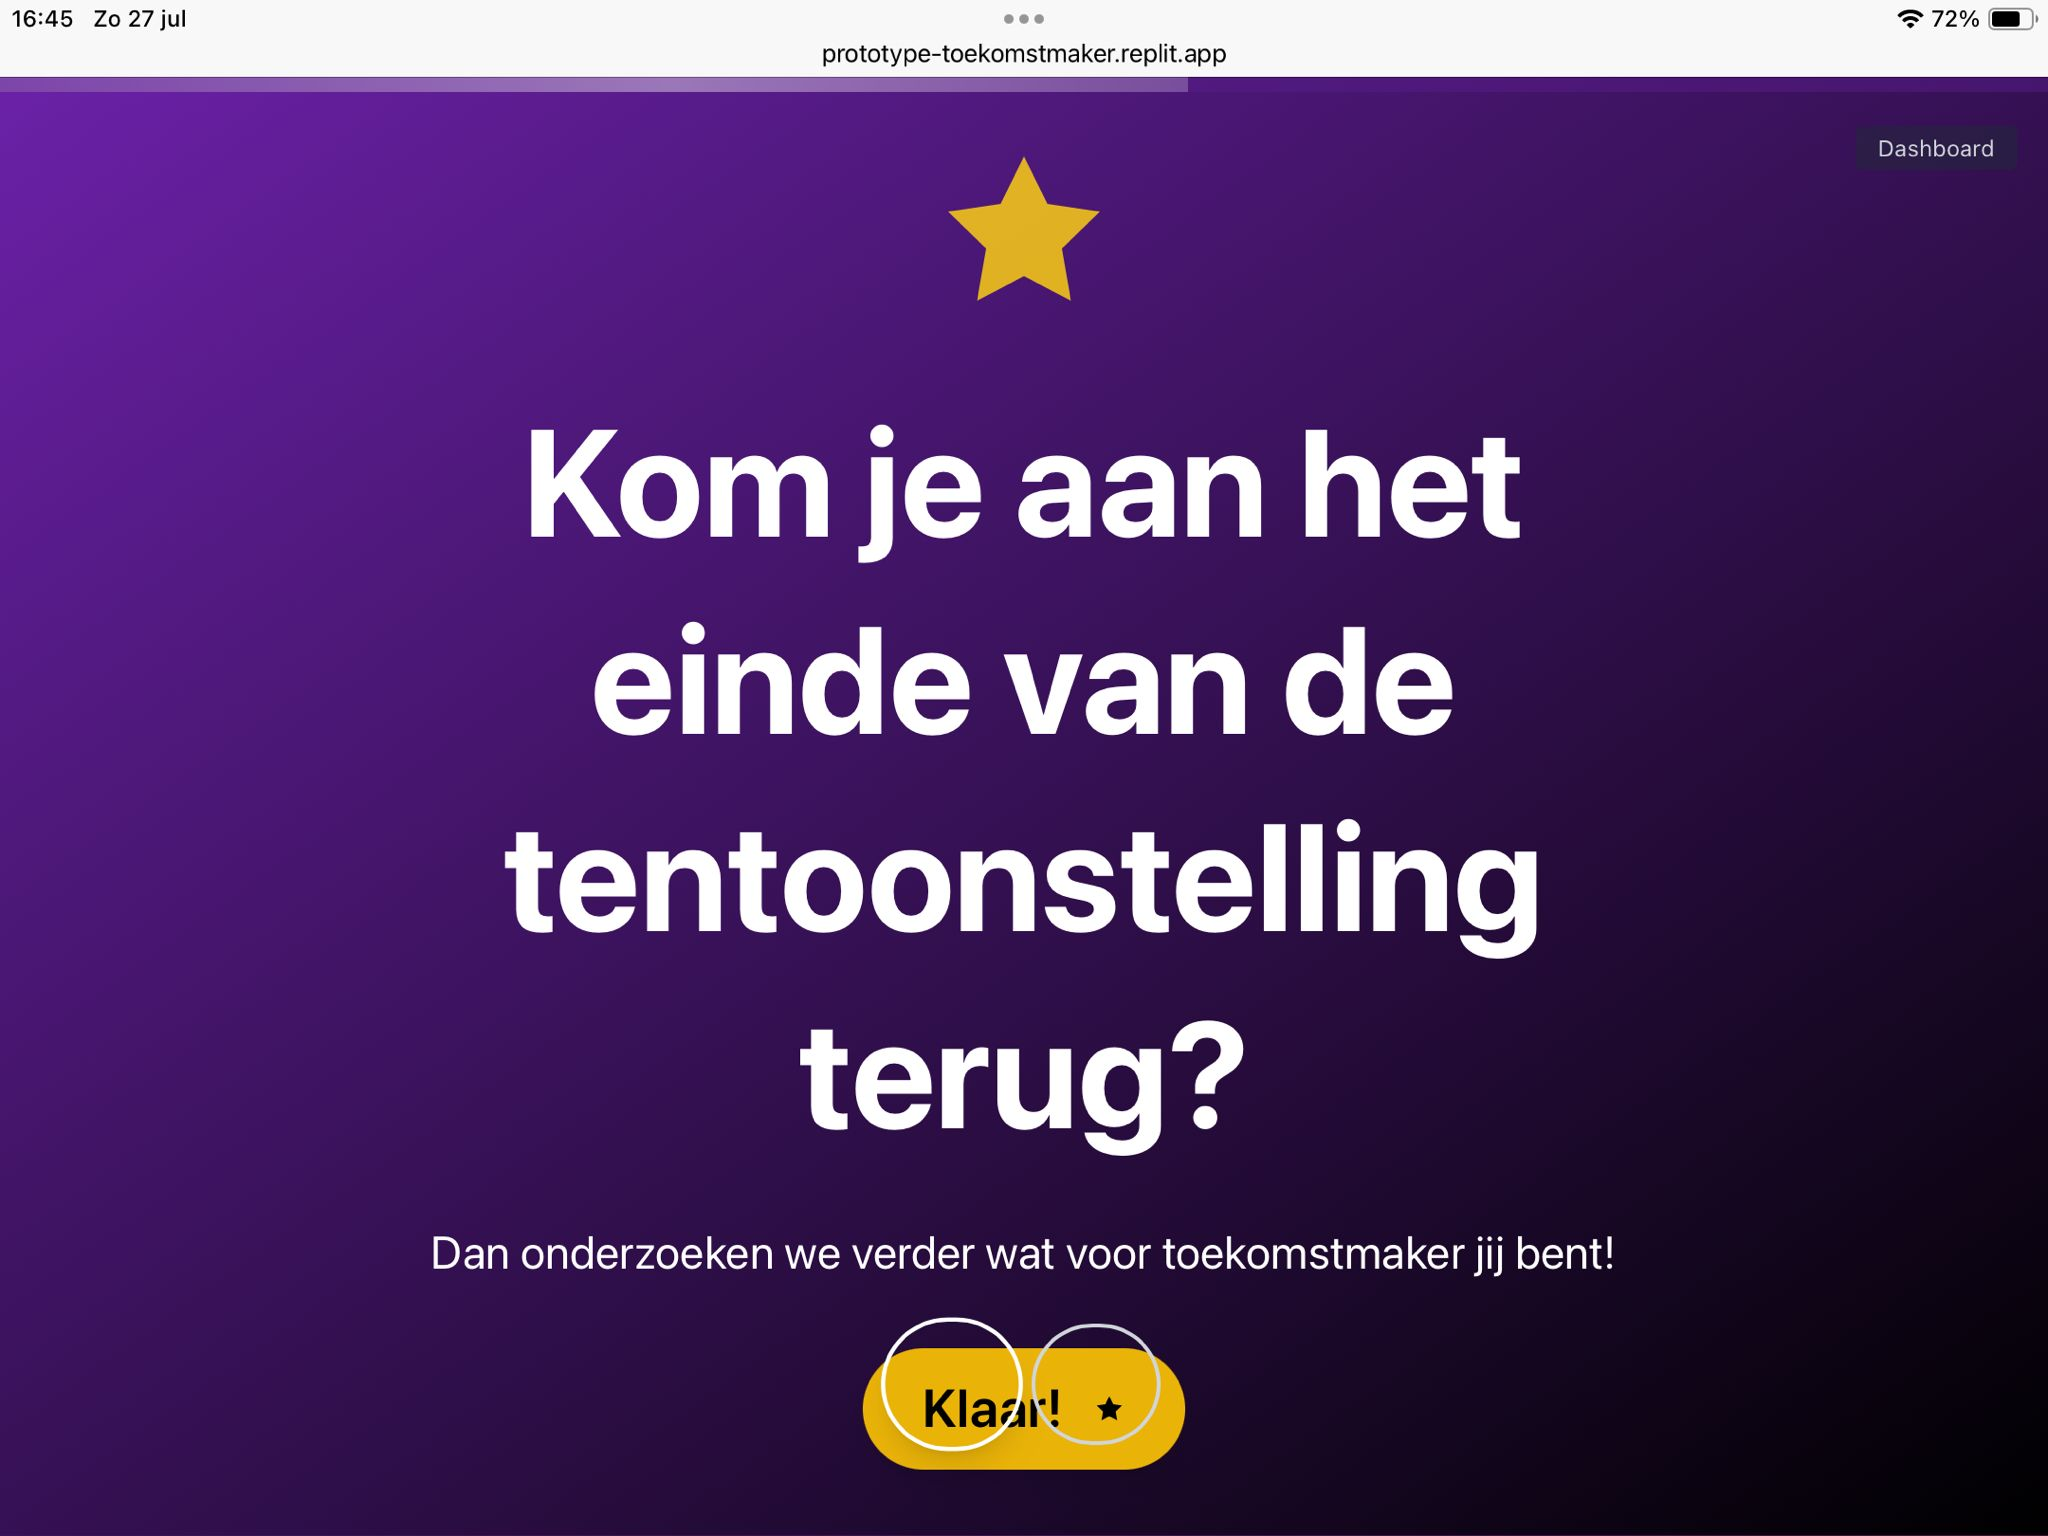 16:45 Zo 27 jul
72%
prototype-toekomstmaker.replit.app
Dashboard
Kom je aan het
einde van de
tentoonstelling
terug?
Dan onderzoeken we verder wat voor toekomstmaker jij bent!
Klaar!